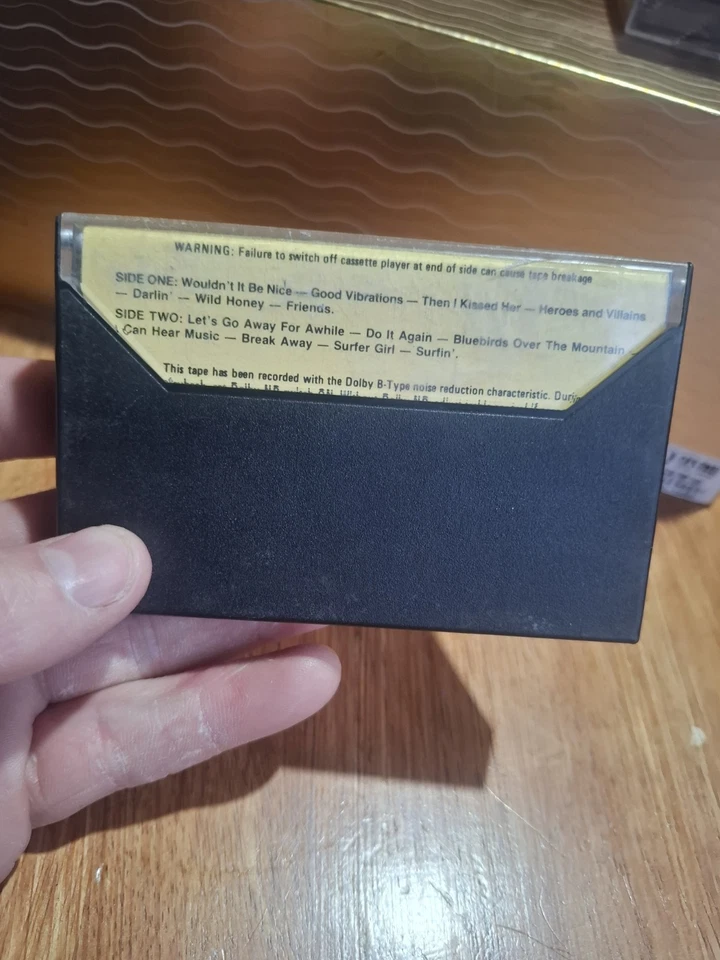 WARNING: Failure to switch off cassette player at end of side can cause tape breakage
SIDE ONE: Wouldn't It Be Nice — Good Vibrations — Then I Kissed Her — Heroes and Villains
— Darlin' — Wild Honey — Friends.
SIDE TWO: Let's Go Away For Awhile — Do It Again — Bluebirds Over The Mountain —
I Can Hear Music — Break Away — Surfer Girl — Surfin'.
This tape has been recorded with the Dolby B-Type noise reduction characteristic. During